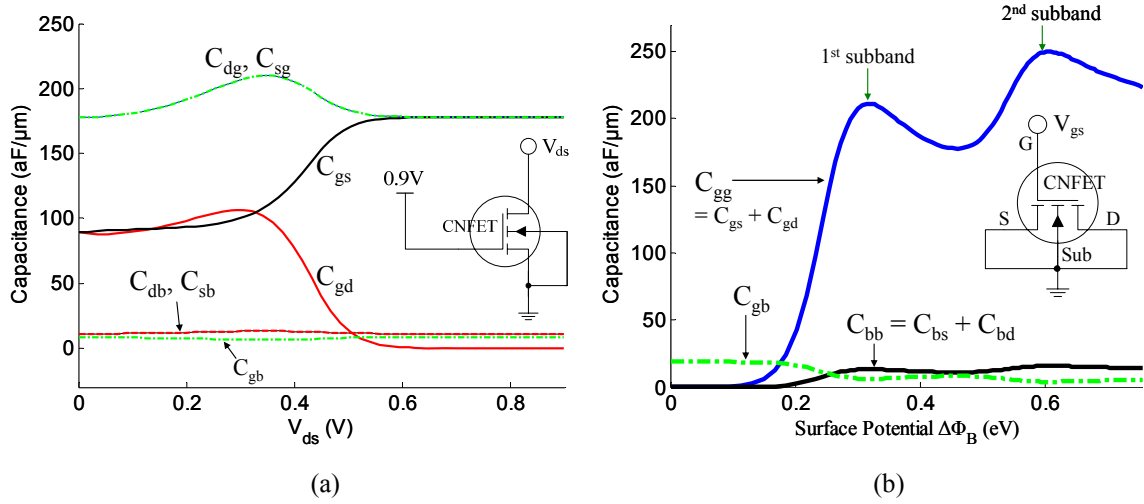 Capacitance (aF/μm)
250
200
150
100
50
0
C_dg, C_sg
C_gs
C_gd
C_db, C_sb
C_gb
0.9V
CNFET
V_ds
0
0.2
0.4
0.6
0.8
V_ds (V)
(a)
Capacitance (aF/μm)
250
200
150
100
50
0
1st subband
2nd subband
C_gg
= C_gs + C_gd
C_gb
C_bb = C_bs + C_bd
V_gs
G
CNFET
S
D
Sub
0
0.2
0.4
0.6
Surface Potential ΔΦ_B (eV)
(b)